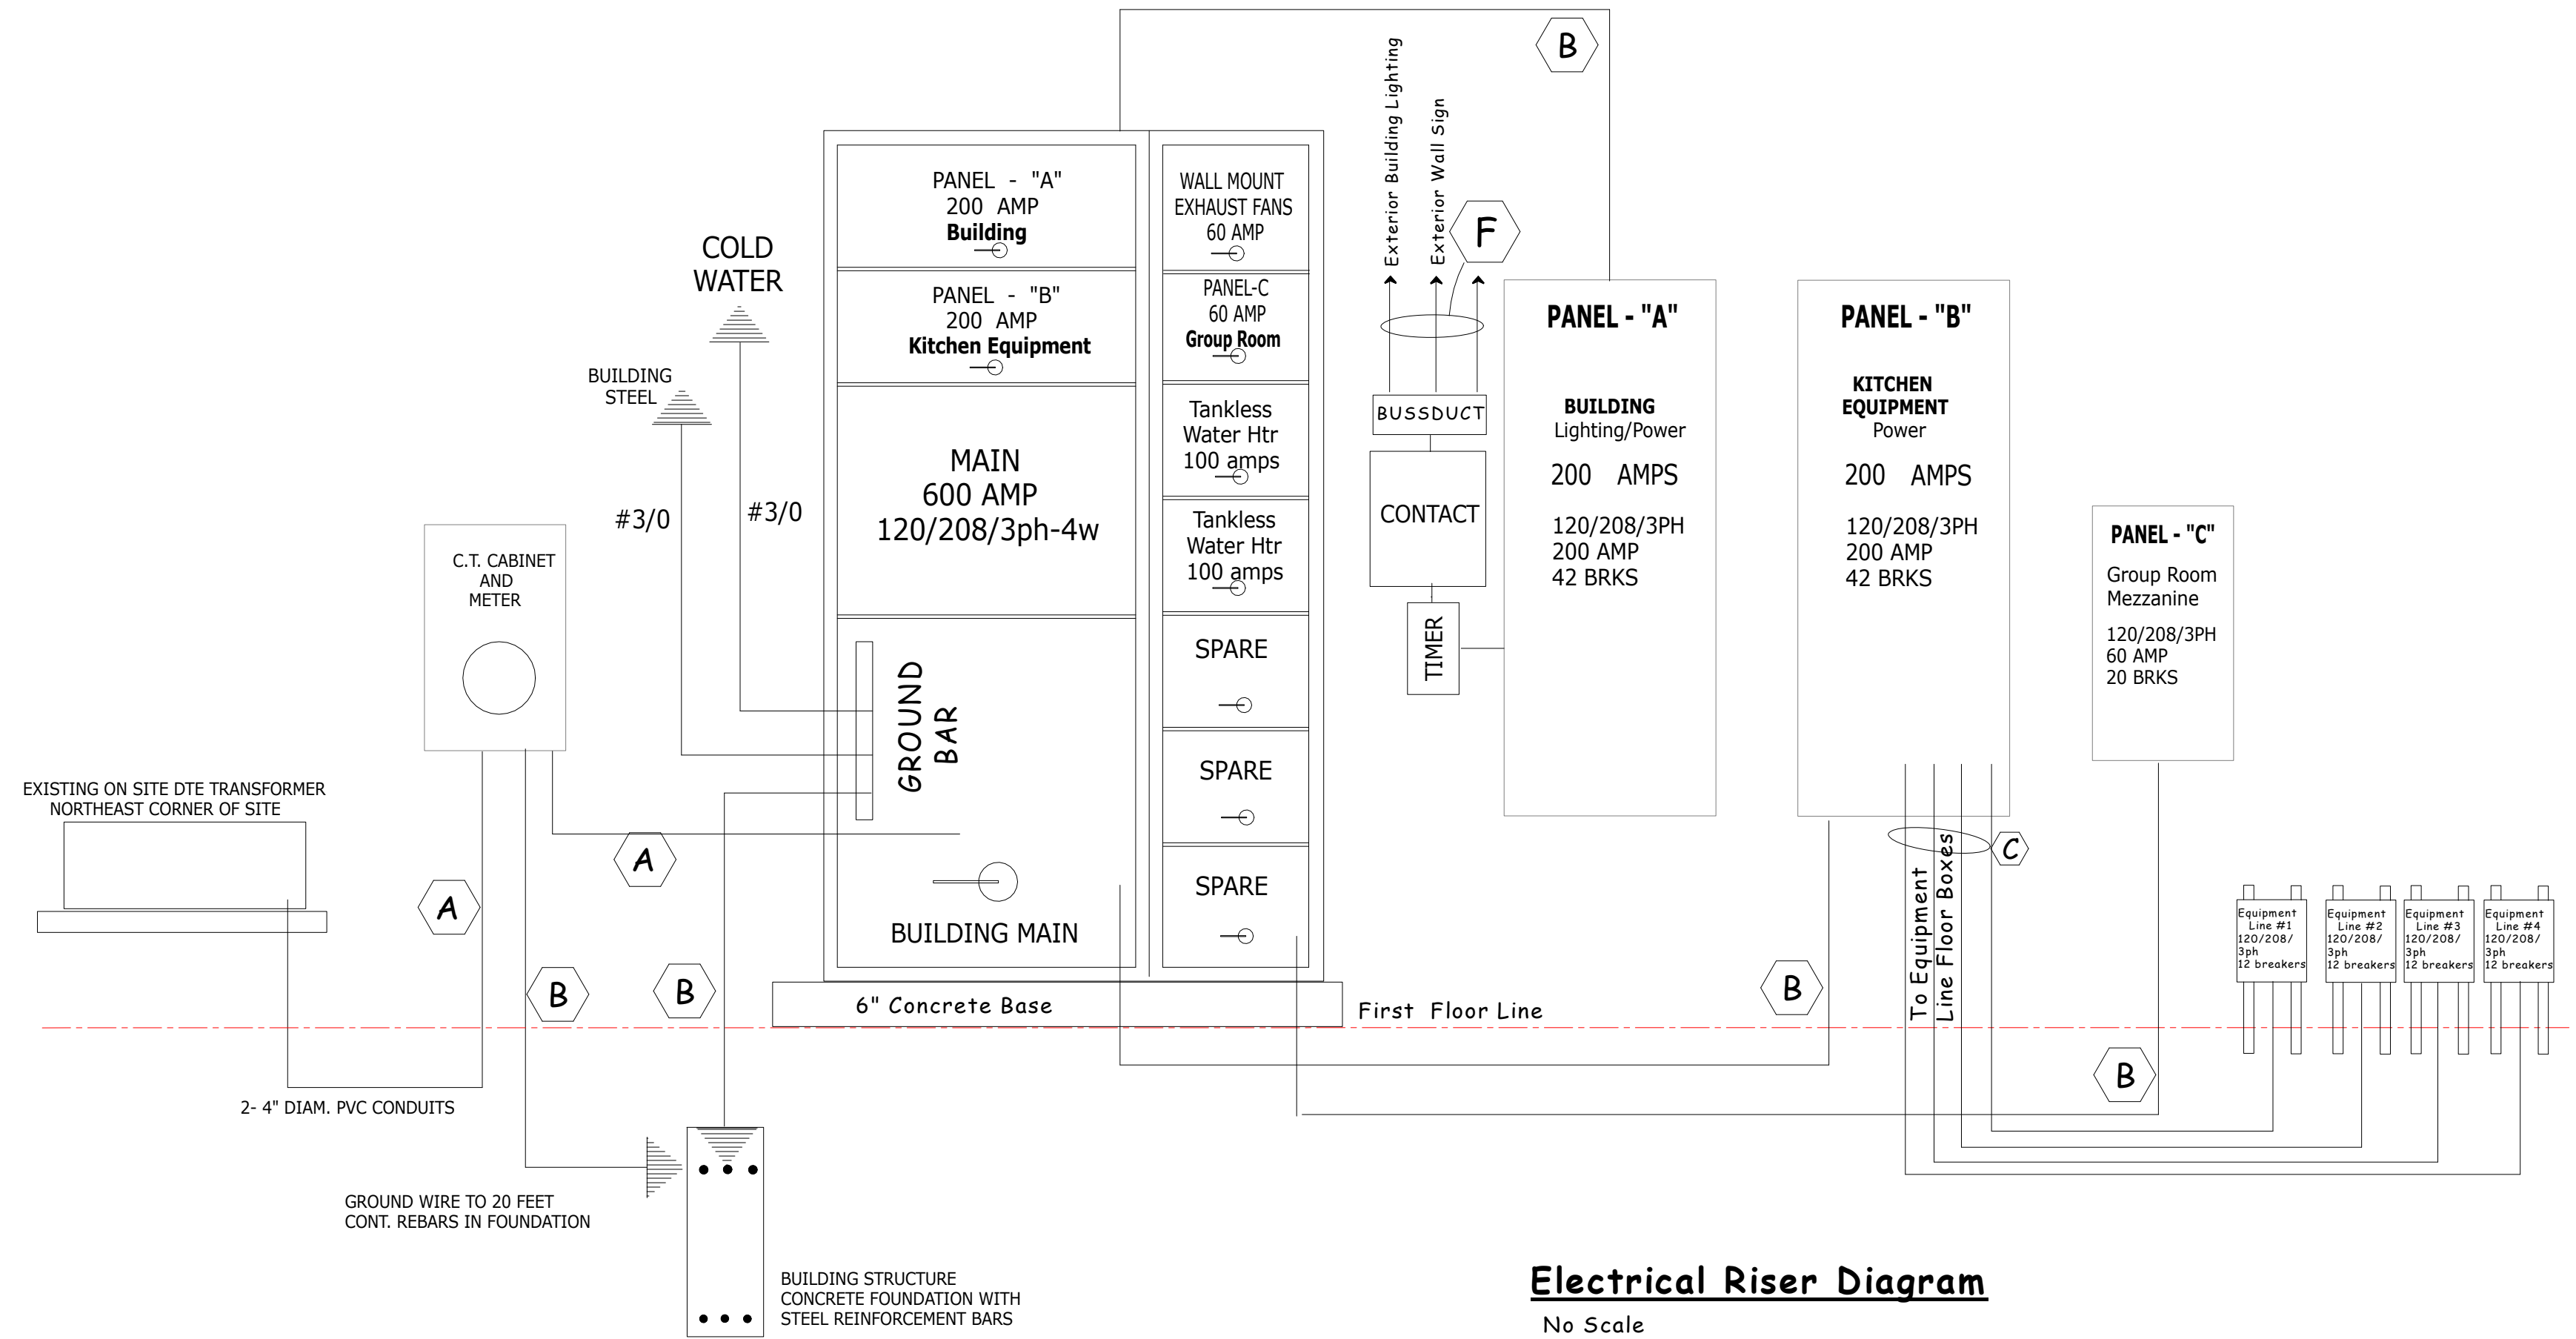 B
Exterior Building Lighting
Exterior Wall Sign
F
PANEL - "A"
200 AMP
Building
PANEL - "B"
200 AMP
Kitchen Equipment
MAIN
600 AMP
120/208/3ph-4w
GROUND
BAR
BUILDING MAIN
WALL MOUNT
EXHAUST FANS
60 AMP
PANEL-C
60 AMP
Group Room
Tankless
Water Htr
100 amps
Tankless
Water Htr
100 amps
SPARE
SPARE
SPARE
6" Concrete Base
First Floor Line
COLD
WATER
BUILDING
STEEL
#3/0
#3/0
C.T. CABINET
AND
METER
EXISTING ON SITE DTE TRANSFORMER
NORTHEAST CORNER OF SITE
A
A
B
B
2- 4" DIAM. PVC CONDUITS
GROUND WIRE TO 20 FEET
CONT. REBARS IN FOUNDATION
BUILDING STRUCTURE
CONCRETE FOUNDATION WITH
STEEL REINFORCEMENT BARS
BUSSDUCT
CONTACT
TIMER
PANEL - "A"
BUILDING
Lighting/Power
200 AMPS
120/208/3PH
200 AMP
42 BRKS
PANEL - "B"
KITCHEN
EQUIPMENT
Power
200 AMPS
120/208/3PH
200 AMP
42 BRKS
PANEL - "C"
Group Room
Mezzanine
120/208/3PH
60 AMP
20 BRKS
C
To Equipment
Line Floor Boxes
B
B
Equipment
Line #1
120/208/
3ph
12 breakers
Equipment
Line #2
120/208/
3ph
12 breakers
Equipment
Line #3
120/208/
3ph
12 breakers
Equipment
Line #4
120/208/
3ph
12 breakers
Electrical Riser Diagram
No Scale